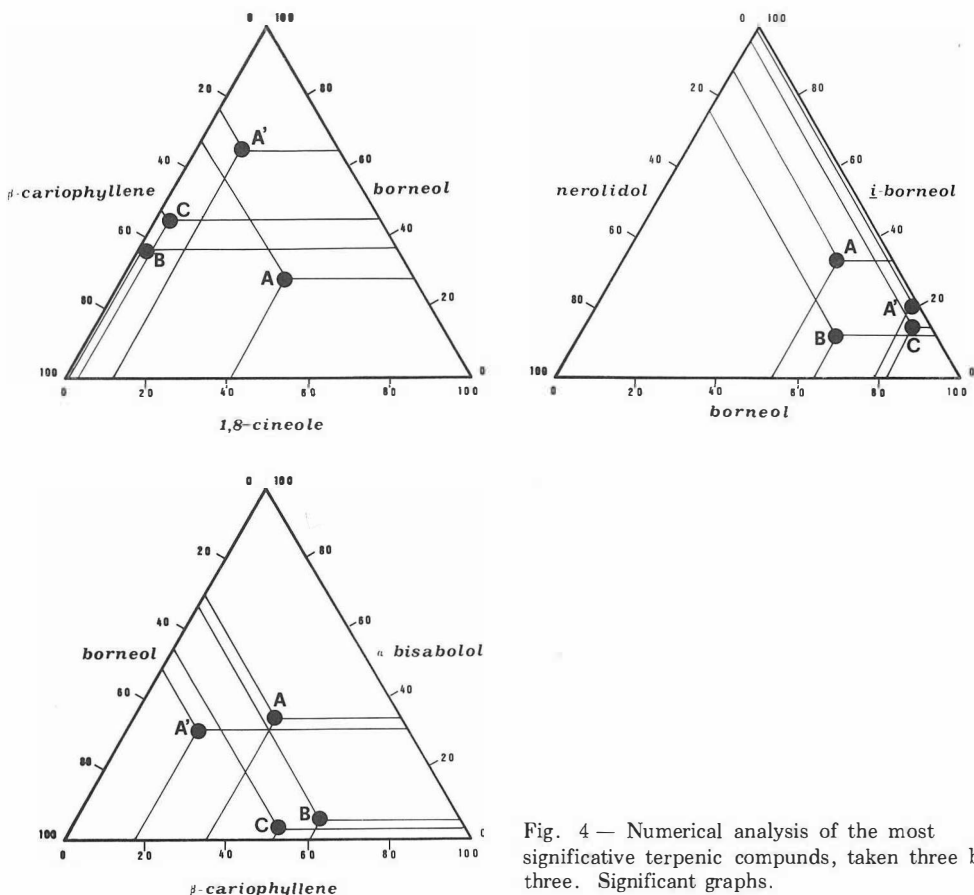 0 100
20
80
A'
40
60
β-cariophyllene
borneol
C
60
40
B
A
80
20
100
0
0 20 40 60 80 100
1,8-cineole
0 100
20
80
40
60
nerolidol
i-borneol
60
40
A
80
20
A'
B
C
100
0
0 20 40 60 80 100
borneol
0 100
20
80
40
60
borneol
bisabolol
60
40
A
A'
80
20
B
C
100
0
0 20 40 60 80 100
β-cariophyllene
Fig. 4 — Numerical analysis of the most
significative terpenic compunds, taken three b
three. Significant graphs.